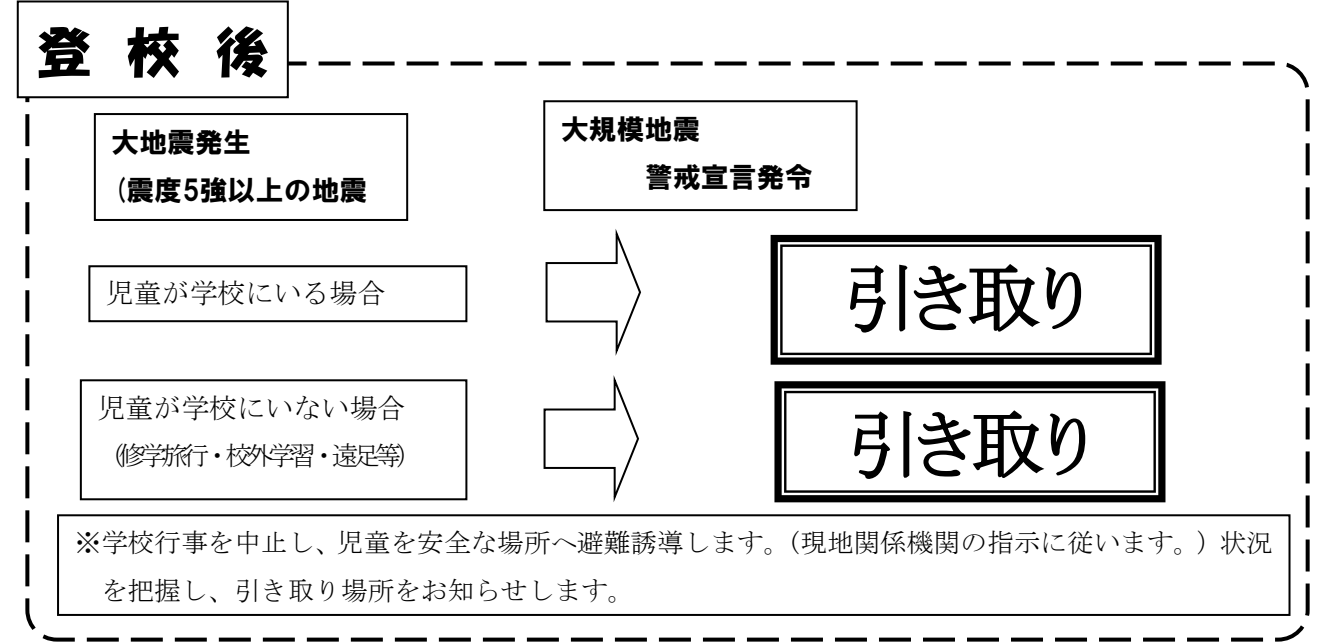 登 校 後
大地震発生
(震度5強以上の地震
大規模地震
警戒宣言発令
児童が学校にいる場合
引き取り
児童が学校にいない場合
(修学旅行・校外学習・遠足等)
引き取り
※学校行事を中止し、児童を安全な場所へ避難誘導します。(現地関係機関の指示に従います。) 状況
を把握し、引き取り場所をお知らせします。